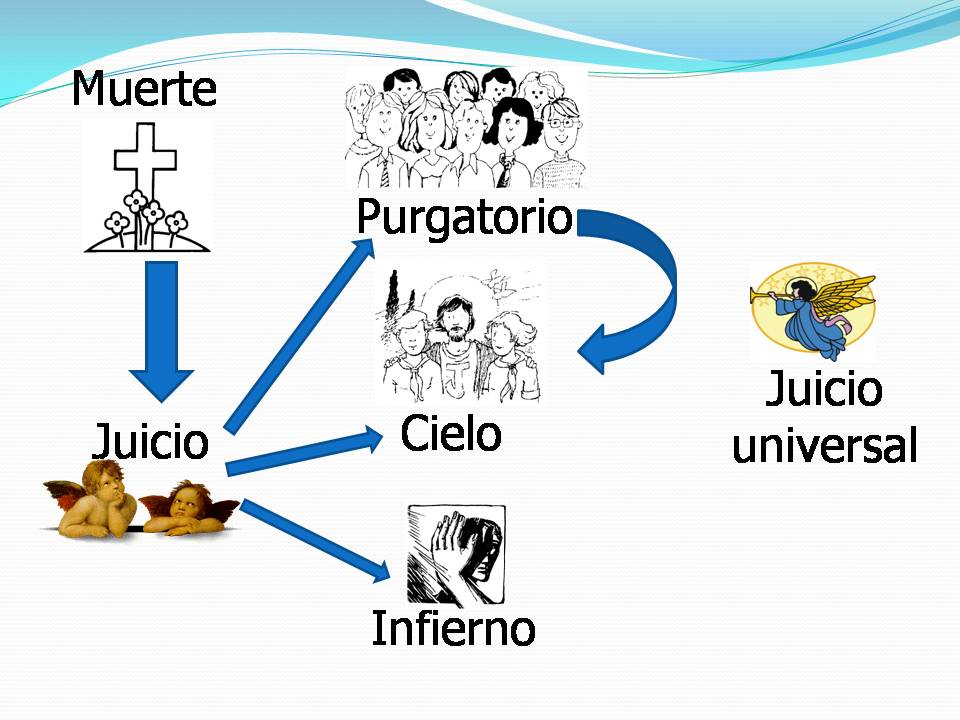 Muerte
Purgatorio
Juicio
Cielo
Infierno
Juicio
universal